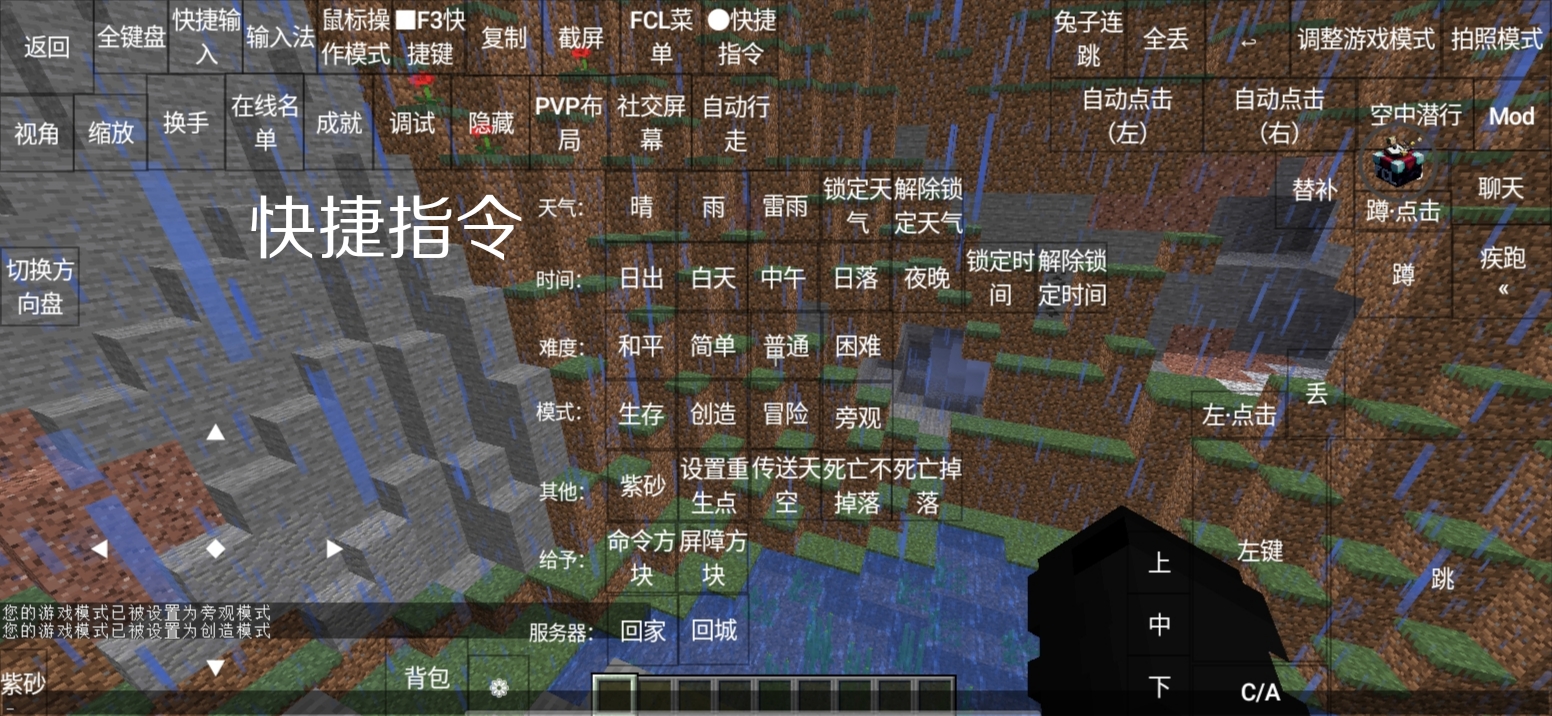 返回
全键盘
快捷输
入
输入法
鼠标操
作模式
■F3快
捷键
复制
截屏
FCL菜
单
●快捷
指令
兔子连
跳
全丢
↩
调整游戏模式
拍照模式
视角
缩放
换手
在线名
单
成就
调试
隐藏
PVP布
局
社交屏
幕
自动行
走
自动点击
（左）
自动点击
（右）
空中潜行
Mod
快捷指令
天气：
晴
雨
雷雨
锁定天
气
解除锁
定天气
替补
蹲·点击
聊天
切换方
向盘
时间：
日出
白天
中午
日落
夜晚
锁定时
间
解除锁
定时间
蹲
疾跑
«
难度：
和平
简单
普通
困难
模式：
生存
创造
冒险
旁观
左·点击
丢
▲
其他：
紫砂
设置重
生点
传送天
空
死亡不
掉落
死亡掉
落
◀
◆
▶
给予：
命令方
块
屏障方
块
上
左键
跳
您的游戏模式已被设置为旁观模式
您的游戏模式已被设置为创造模式
服务器：
回家
回城
中
▼
紫砂
背包
下
C/A